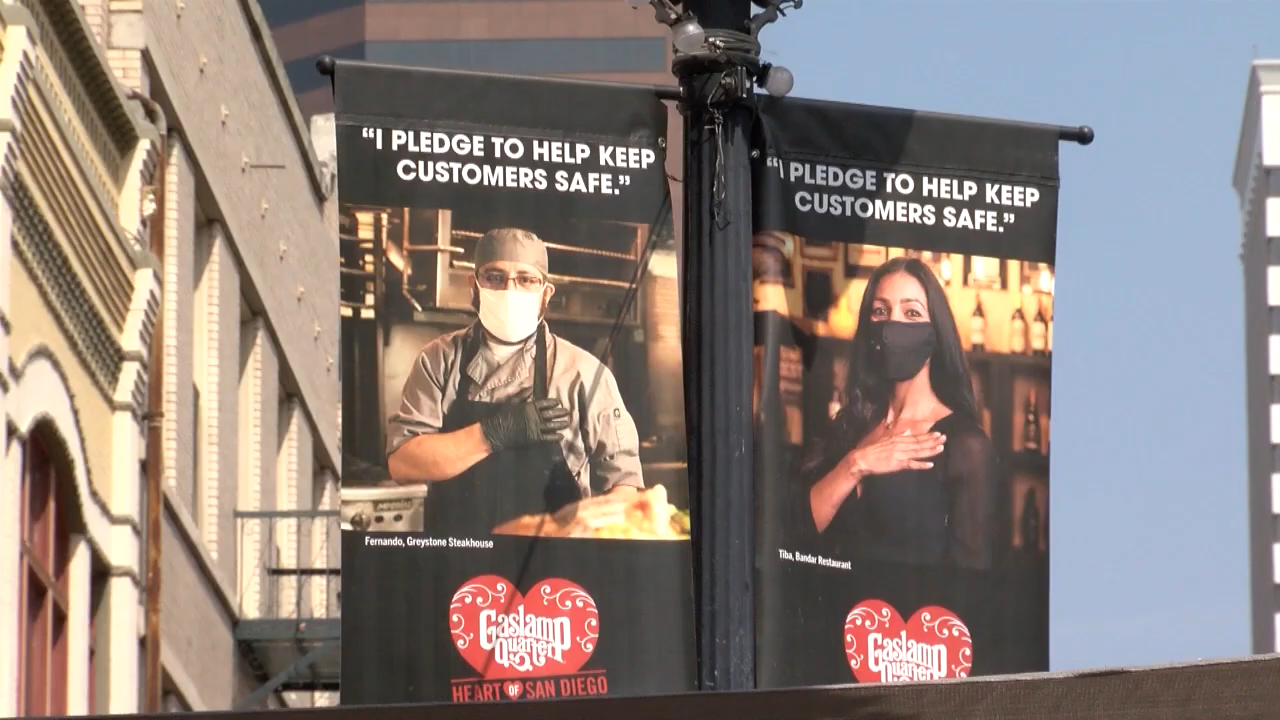 “I PLEDGE TO HELP KEEP
CUSTOMERS SAFE.”
Fernando, Greystone Steakhouse
Gaslamp
Quarter
HEART OF SAN DIEGO
“I PLEDGE TO HELP KEEP
CUSTOMERS SAFE.”
Tiba, Bandar Restaurant
Gaslamp
Quarter